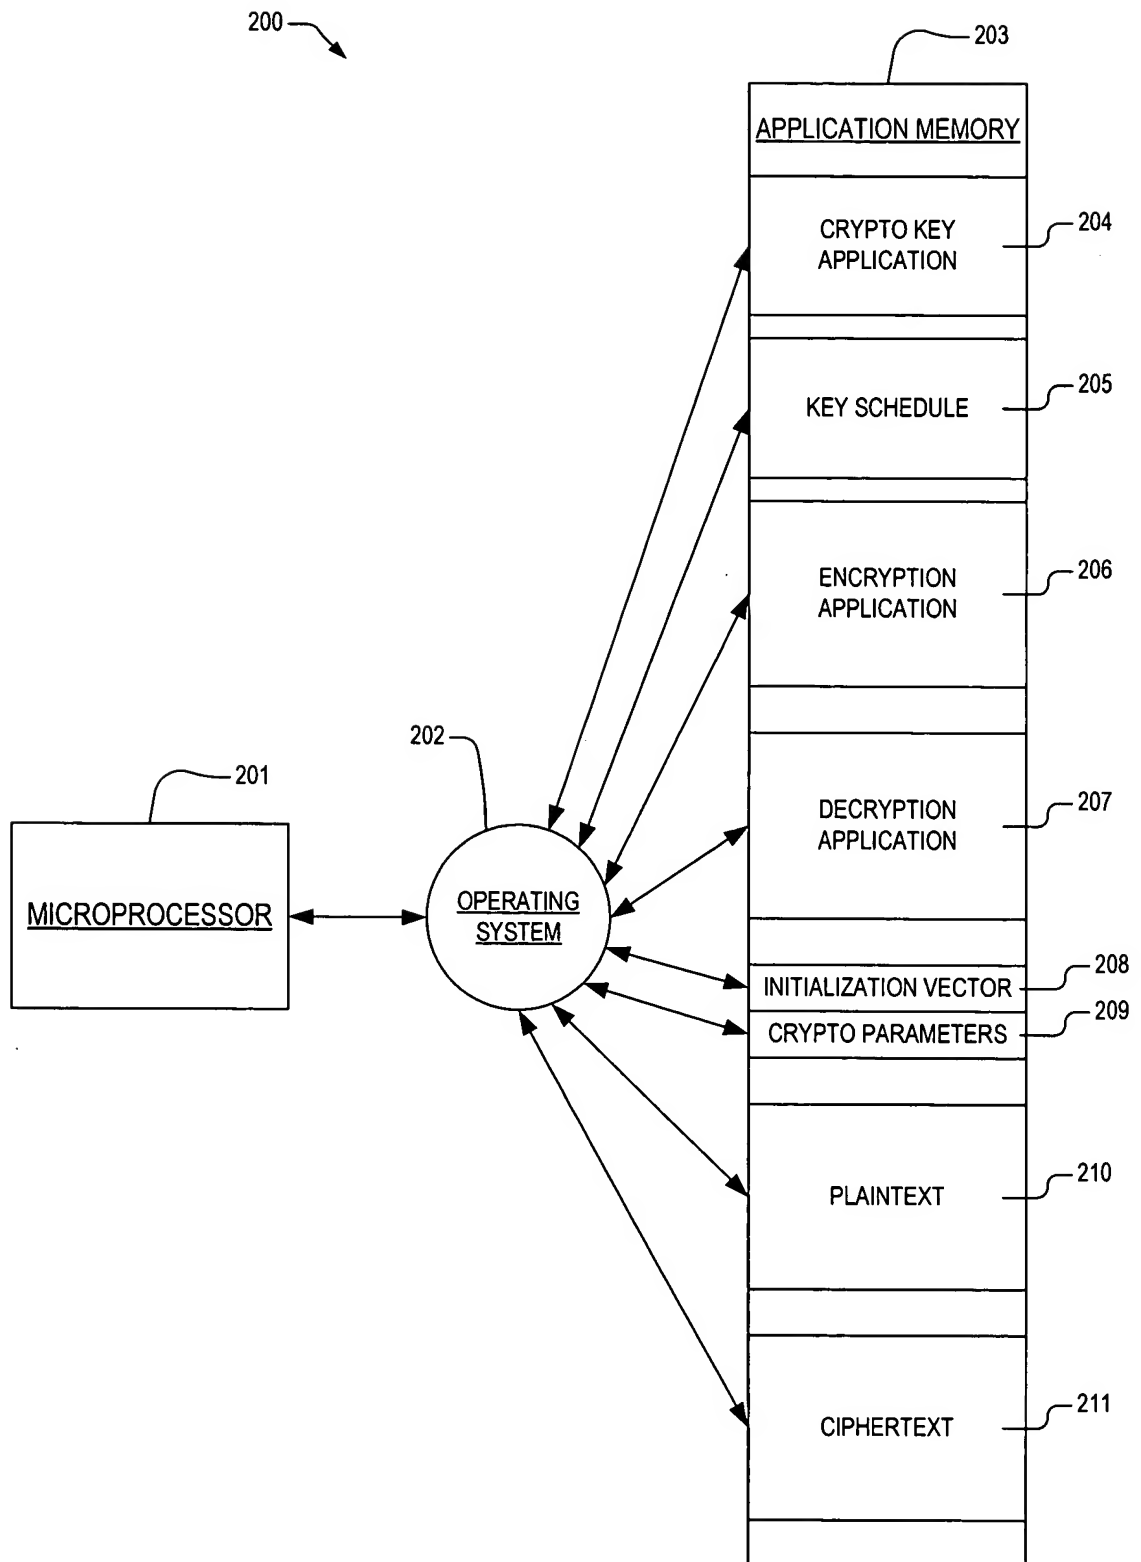 200
203
APPLICATION MEMORY
CRYPTO KEY
APPLICATION
204
KEY SCHEDULE
205
ENCRYPTION
APPLICATION
206
202
201
DECRYPTION
APPLICATION
207
MICROPROCESSOR
OPERATING
SYSTEM
INITIALIZATION VECTOR
208
CRYPTO PARAMETERS
209
PLAINTEXT
210
CIPHERTEXT
211